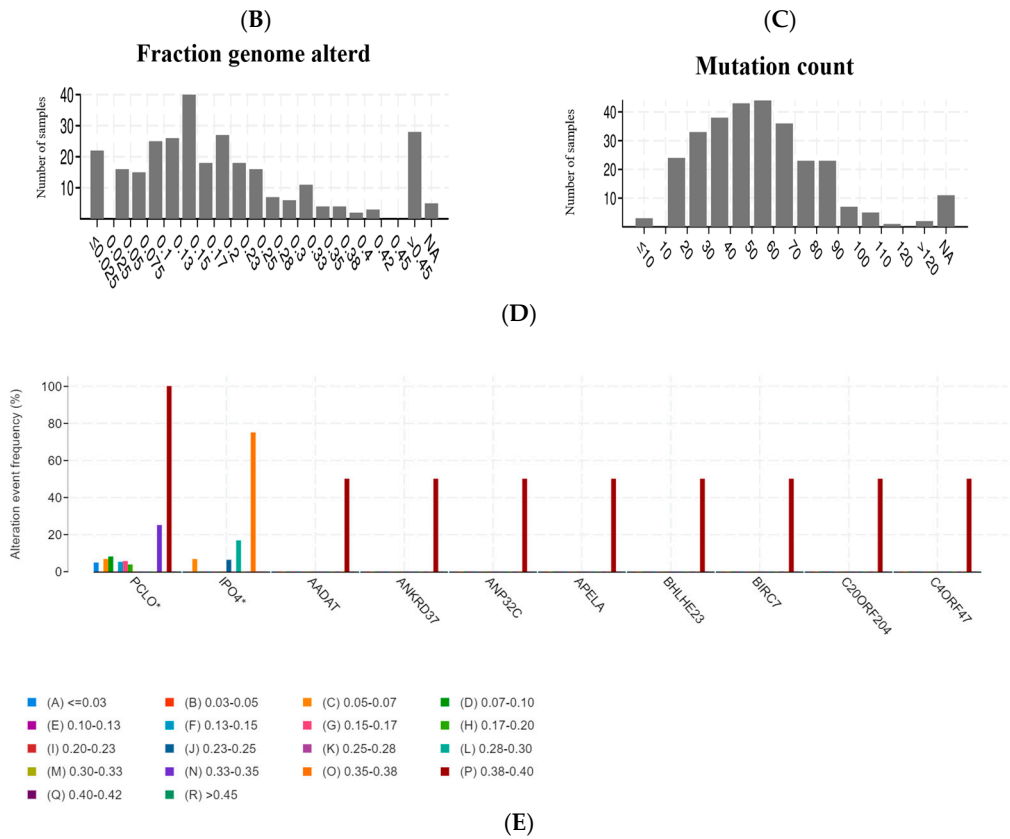 (B) (C)
Fraction genome alterd
Mutation count
Number of samples
40
30
20
10
≤0.025 0.025 0.05 0.075 0.1 0.13 0.15 0.17 0.2 0.23 0.25 0.28 0.3 0.33 0.35 0.38 0.4 0.42 0.45 >0.45 NA
Number of samples
40
30
20
10
≤10 10 20 30 40 50 60 70 80 90 100 110 120 >120 NA
(D)
Alteration event frequency (%)
100
80
60
40
20
0
PCLO* IPO4* AADAT ANKRD37 ANP32C APELA BHLHE23 BIRC7 C20ORF204 C4ORF47
(A) <=0.03 (B) 0.03-0.05 (C) 0.05-0.07 (D) 0.07-0.10
(E) 0.10-0.13 (F) 0.13-0.15 (G) 0.15-0.17 (H) 0.17-0.20
(I) 0.20-0.23 (J) 0.23-0.25 (K) 0.25-0.28 (L) 0.28-0.30
(M) 0.30-0.33 (N) 0.33-0.35 (O) 0.35-0.38 (P) 0.38-0.40
(Q) 0.40-0.42 (R) >0.45
(E)